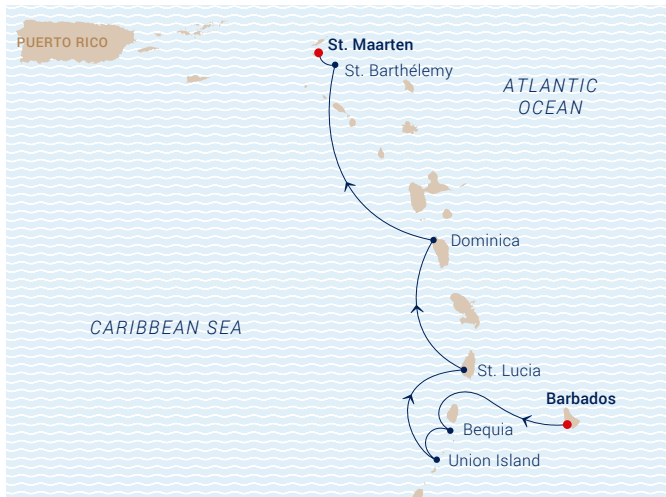 PUERTO RICO
St. Maarten
St. Barthélemy
ATLANTIC
OCEAN
Dominica
CARIBBEAN SEA
St. Lucia
Barbados
Bequia
Union Island